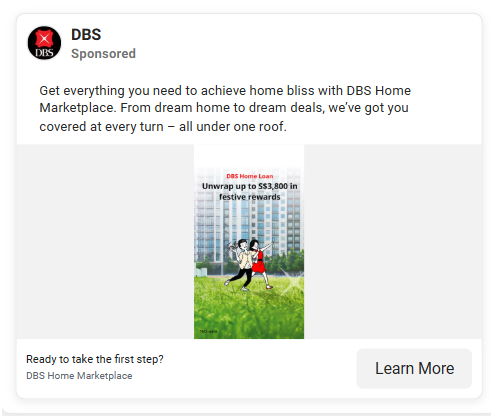 DBS
DBS
Sponsored
Get everything you need to achieve home bliss with DBS Home
Marketplace. From dream home to dream deals, we’ve got you
covered at every turn – all under one roof.
DBS Home Loan
Unwrap up to S$3,800 in
festive rewards
Ready to take the first step?
DBS Home Marketplace
Learn More